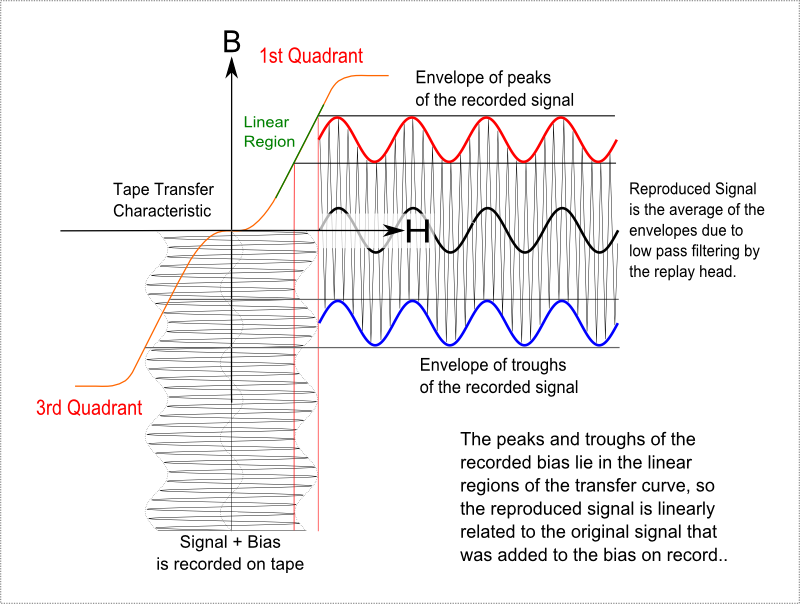 B
1st Quadrant
Envelope of peaks
of the recorded signal
Linear
Region
Tape Transfer
Characteristic
Reproduced Signal
is the average of the
envelopes due to
low pass filtering by
the replay head.
H
Envelope of troughs
of the recorded signal
3rd Quadrant
The peaks and troughs of the
recorded bias lie in the linear
regions of the transfer curve, so
the reproduced signal is linearly
related to the original signal that
was added to the bias on record..
Signal + Bias
is recorded on tape